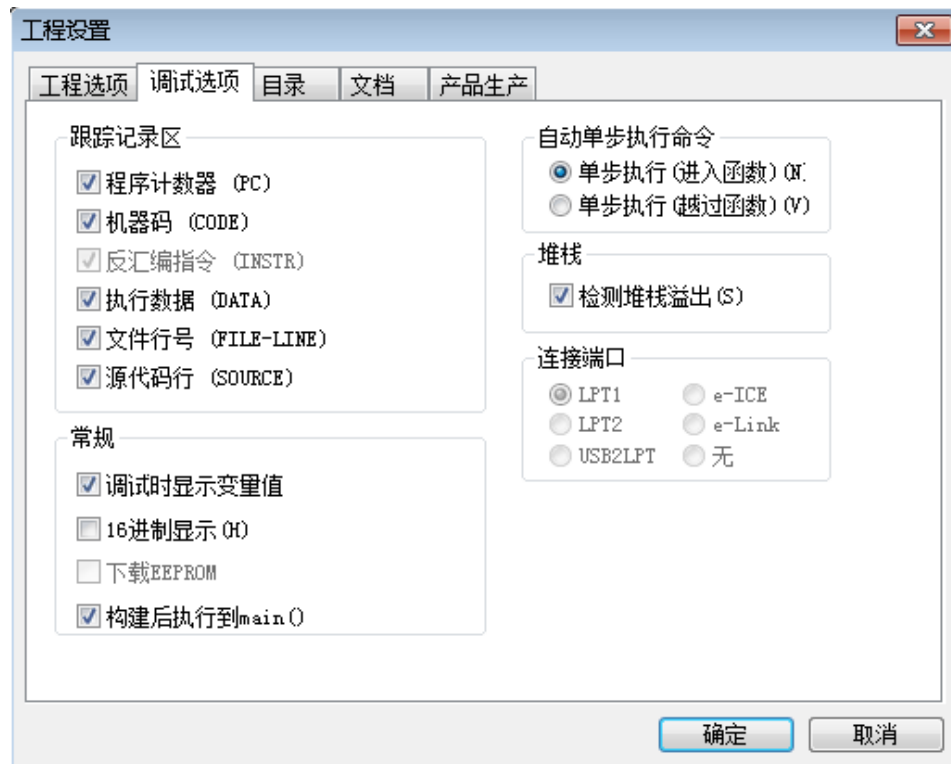 工程设置
工程选项 调试选项 目录 文档 产品生产
跟踪记录区
程序计数器 (PC)
机器码 (CODE)
反汇编指令 (INSTR)
执行数据 (DATA)
文件行号 (FILE-LINE)
源代码行 (SOURCE)
常规
调试时显示变量值
16进制显示(H)
下载EEPROM
构建后执行到main()
自动单步执行命令
单步执行(进入函数)(N)
单步执行(越过函数)(V)
堆栈
检测堆栈溢出(S)
连接端口
LPT1 e-ICE
LPT2 e-Link
USB2LPT 无
确定 取消